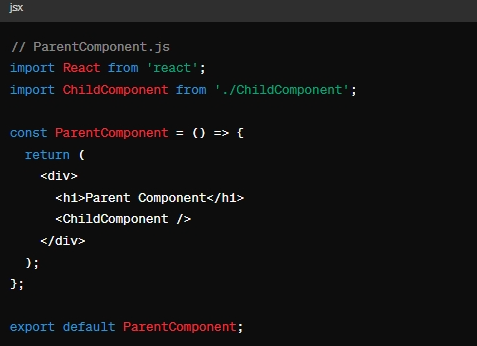 jsx
// ParentComponent.js
import React from 'react';
import ChildComponent from './ChildComponent';
const ParentComponent = () => {
return (
<div>
<h1>Parent Component</h1>
<ChildComponent />
</div>
);
};
export default ParentComponent;